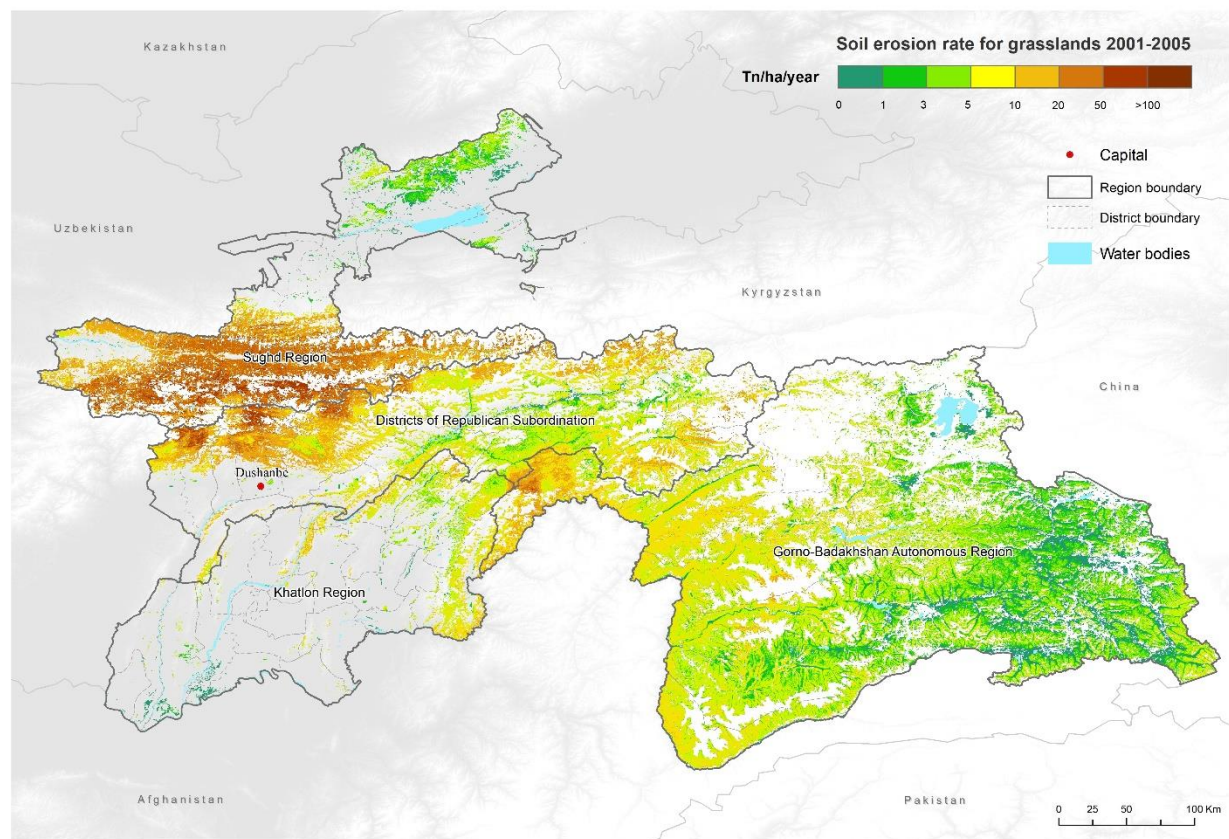 Kazakhstan
Soil erosion rate for grasslands 2001-2005
Tn/ha/year
0 1 3 5 10 20 50 >100
Capital
Region boundary
District boundary
Water bodies
Uzbekistan
Kyrgyzstan
China
Sughd Region
Districts of Republican Subordination
Dushanbe
Gorno-Badakhshan Autonomous Region
Khatlon Region
Afghanistan
Pakistan
0 25 50 100 Km